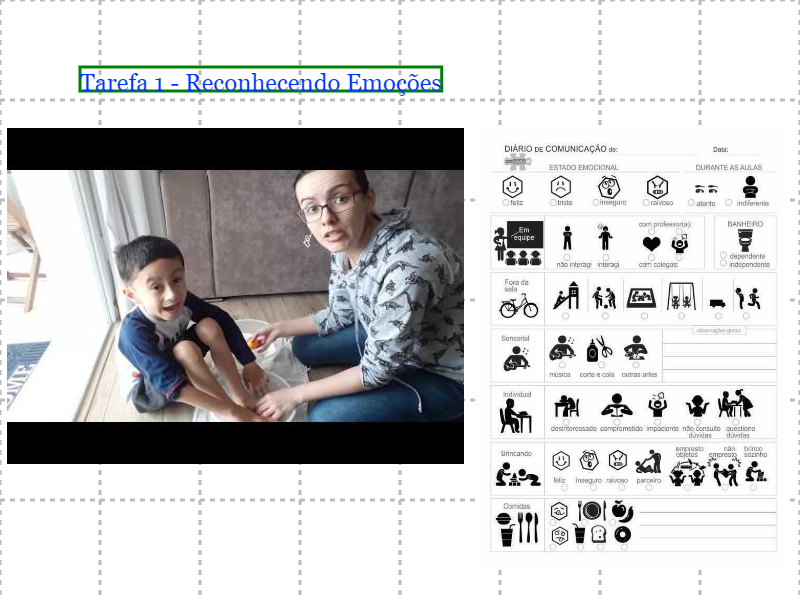 Tarefa 1 - Reconhecendo Emoções
DIÁRIO DE COMUNICAÇÃO de:
Data:
ESTADO EMOCIONAL
DURANTE AS AULAS
feliz
triste
inseguro
raivoso
atento
indiferente
Em
equipe
com professor(a):
não interagi
interagi
com colegas:
BANHEIRO
dependente
independente
Fora da
sala
Sensorial
observações gerais
música
corte e cola
outras artes
Individual
desinteressado
comprometido
impaciente
não consulto
dúvidas
questiono
dúvidas
Brincando
feliz
inseguro
raivoso
parceiro
empresto
objetos
não
empresto
brinco
sozinho
Comidas